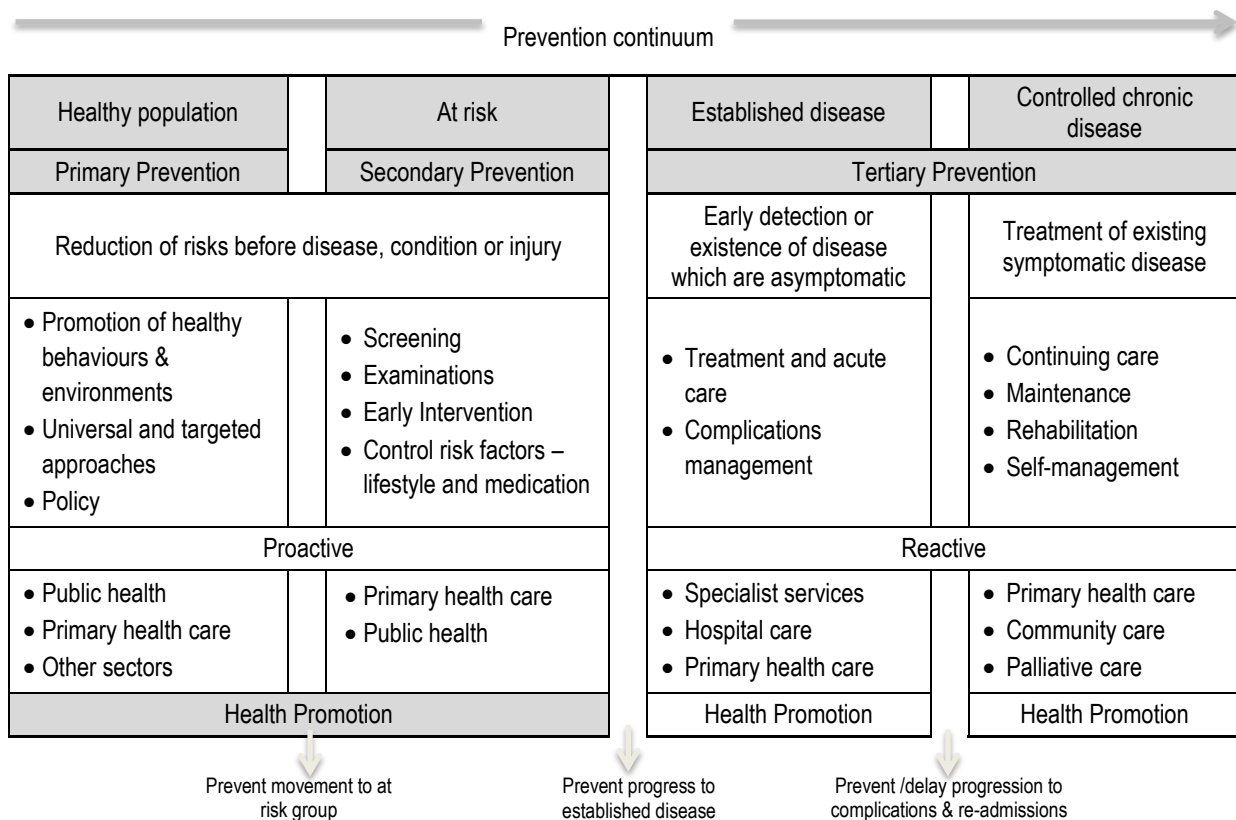 Prevention continuum
Healthy population
At risk
Established disease
Controlled chronic
disease
Primary Prevention
Secondary Prevention
Tertiary Prevention
Reduction of risks before disease, condition or injury
Early detection or
existence of disease
which are asymptomatic
Treatment of existing
symptomatic disease
• Promotion of healthy
behaviours &
environments
• Universal and targeted
approaches
• Policy
• Screening
• Examinations
• Early Intervention
• Control risk factors –
lifestyle and medication
• Treatment and acute
care
• Complications
management
• Continuing care
• Maintenance
• Rehabilitation
• Self-management
Proactive
Reactive
• Public health
• Primary health care
• Other sectors
• Primary health care
• Public health
• Specialist services
• Hospital care
• Primary health care
• Primary health care
• Community care
• Palliative care
Health Promotion
Health Promotion
Health Promotion
Prevent movement to at
risk group
Prevent progress to
established disease
Prevent /delay progression to
complications & re-admissions